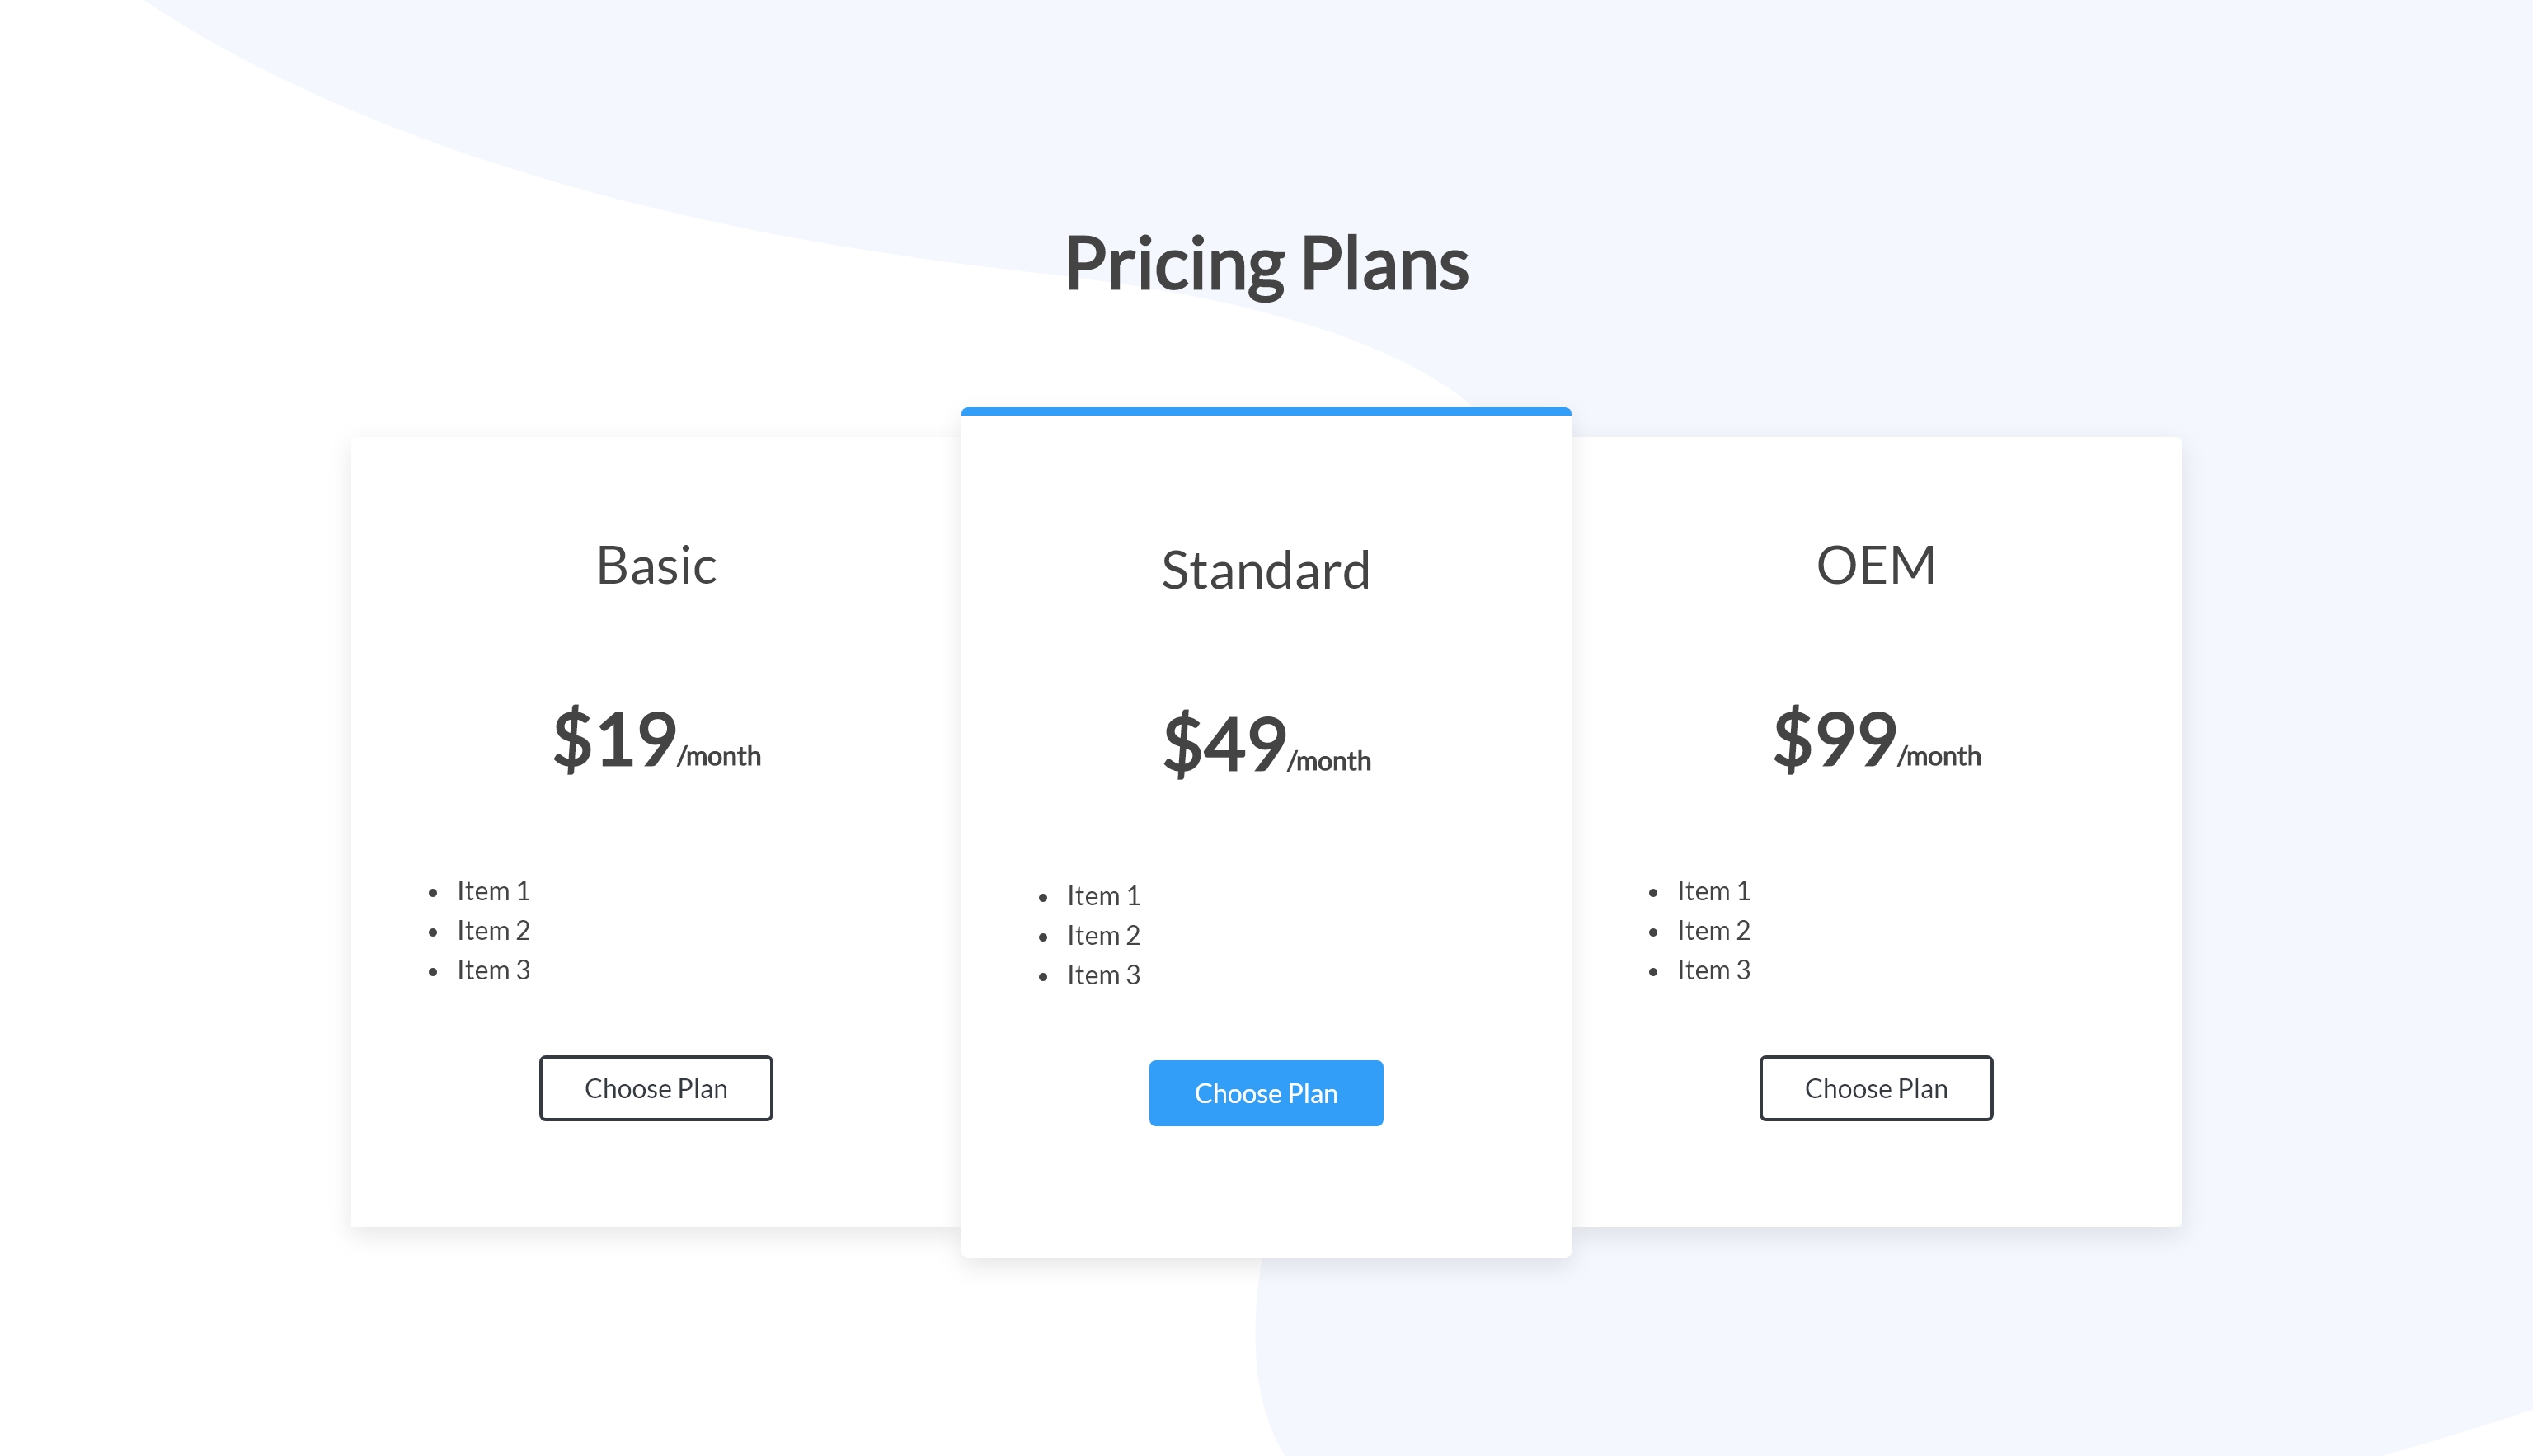 Pricing Plans
Basic
$19/month
• Item 1
• Item 2
• Item 3
Choose Plan
Standard
$49/month
• Item 1
• Item 2
• Item 3
Choose Plan
OEM
$99/month
• Item 1
• Item 2
• Item 3
Choose Plan